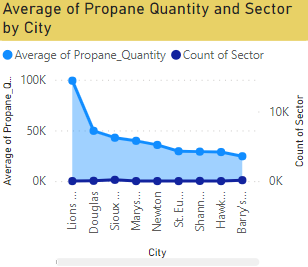 Average of Propane Quantity and Sector
by City
Average of Propane_Quantity Count of Sector
Average of Propane_Q...
100K
50K
0K
10K
0K
Count of Sector
Lions ...
Douglas
Sioux ...
Marys...
Newton
St. Eu...
Shann...
Hawk...
Barry's...
City